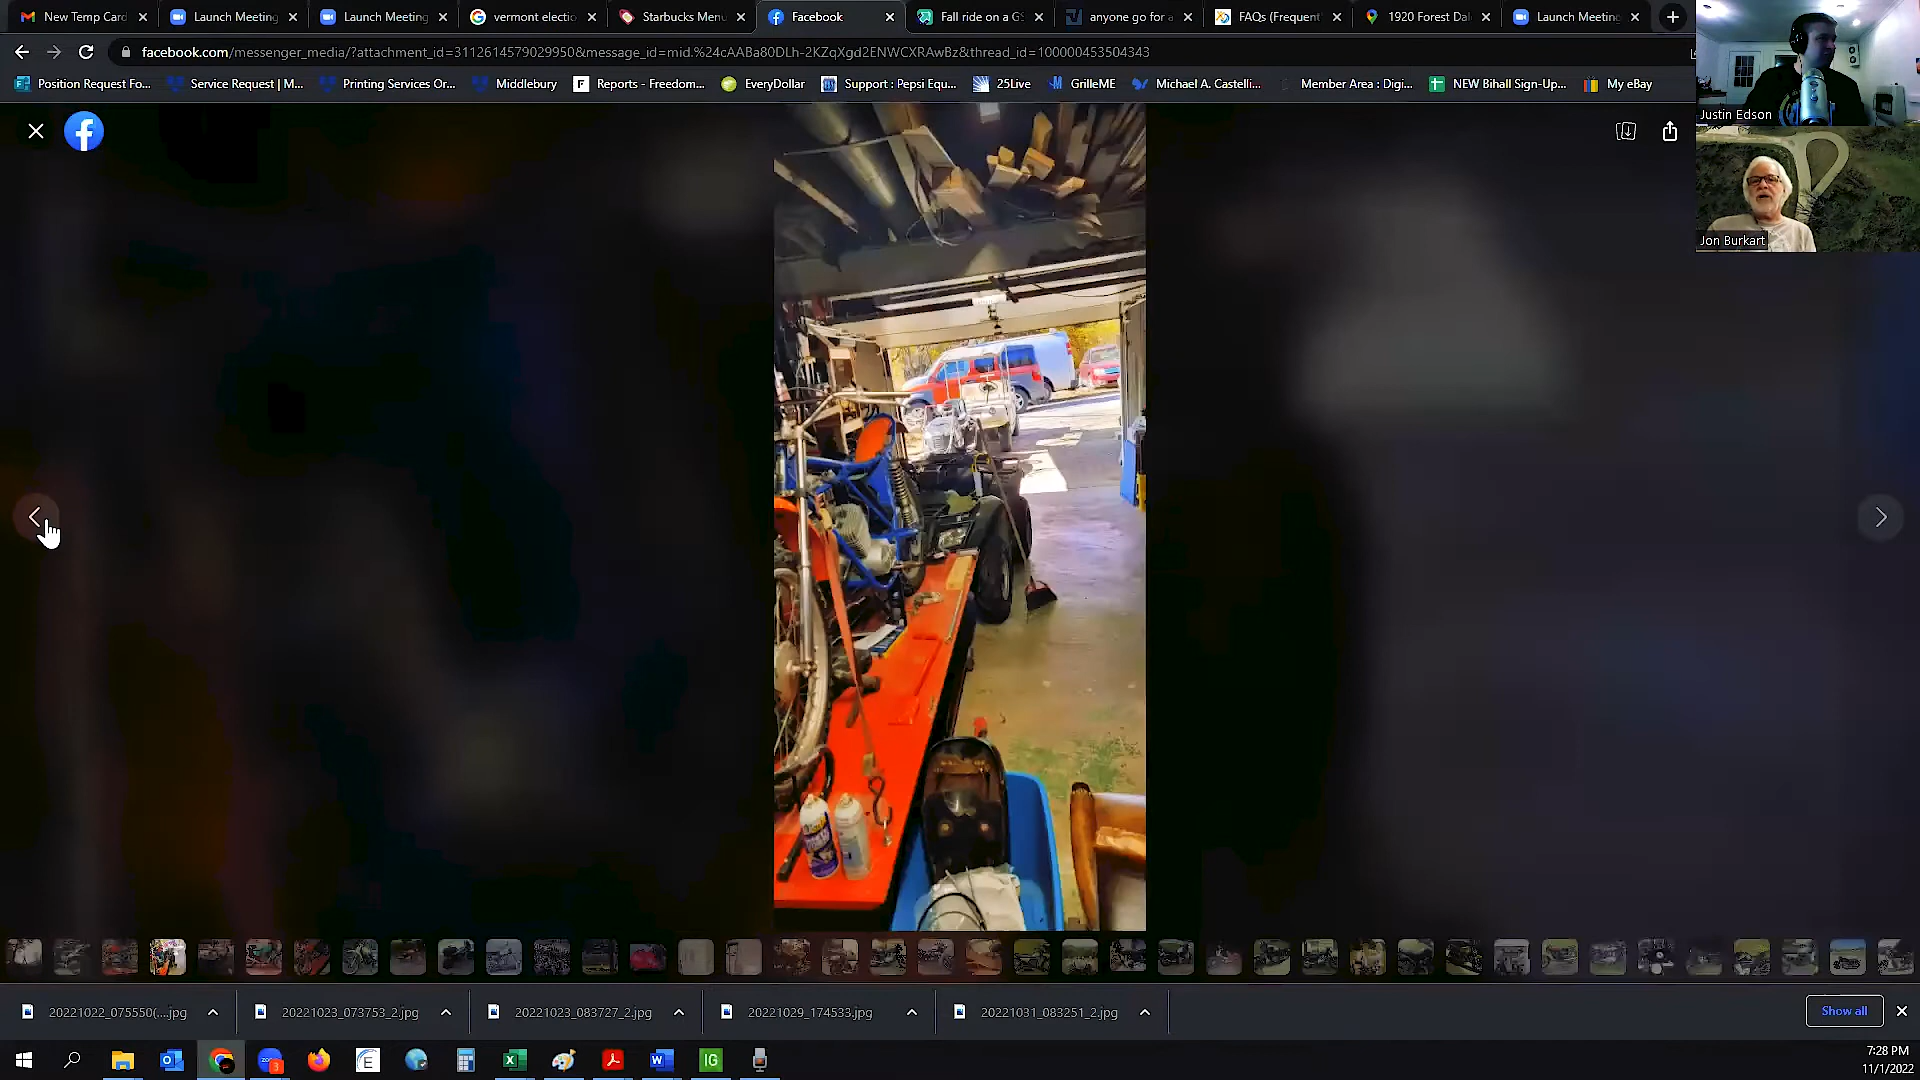 New Temp Card
Launch Meeting
Launch Meeting
vermont electio
Starbucks Menu
Facebook
Fall ride on a GS
anyone go for a
FAQs (Frequent
1920 Forest Dal
Launch Meeting
facebook.com/messenger_media/?attachment_id=3112614579029950&message_id=mid.%24cAABa80DLh-2KZqXgd2ENWCXRAwBz&thread_id=100000453504343
Position Request Fo...
Service Request | M...
Printing Services Or...
Middlebury
Reports - Freedom...
EveryDollar
Support : Pepsi Equ...
25Live
GrilleME
Michael A. Castelli...
Member Area : Digi...
NEW Bihall Sign-Up...
My eBay
Justin Edson
Jon Burkart
20221022_075550(....jpg
20221023_073753_2.jpg
20221023_083727_2.jpg
20221029_174533.jpg
20221031_083251_2.jpg
Show all
7:28 PM
11/1/2022